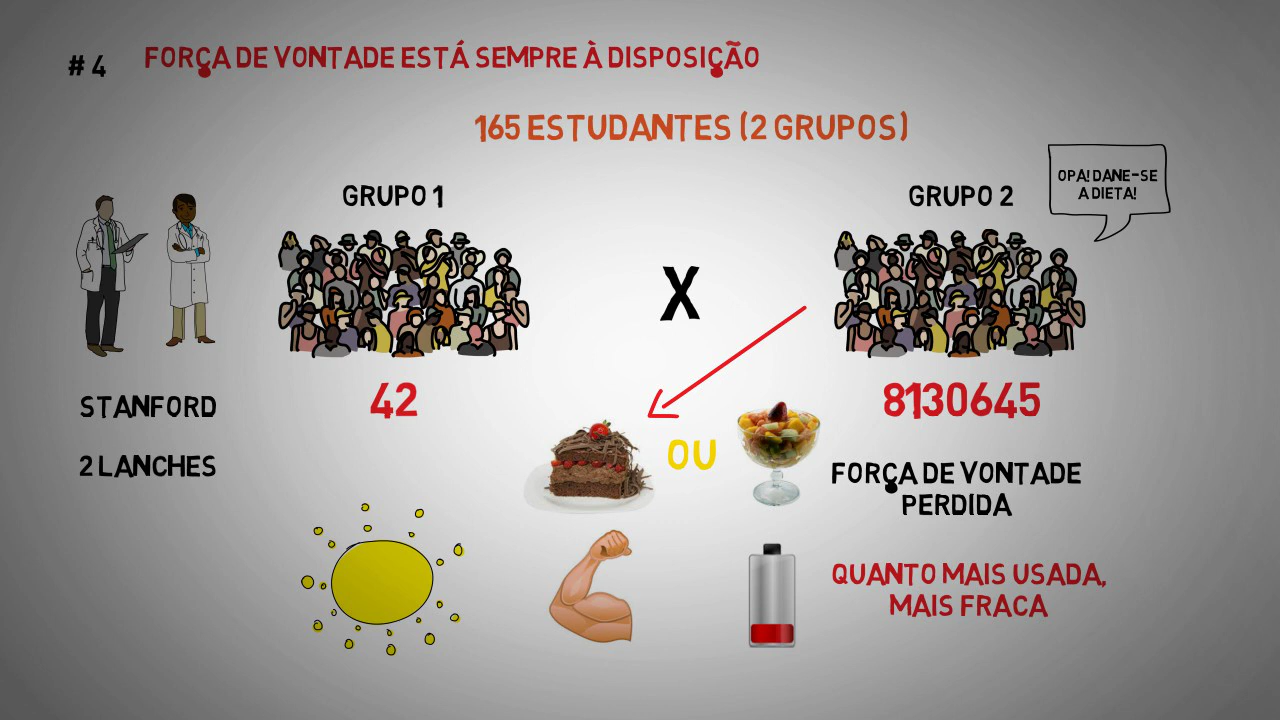 # 4 FORÇA DE VONTADE ESTÁ SEMPRE À DISPOSIÇÃO
165 ESTUDANTES (2 GRUPOS)
GRUPO 1
GRUPO 2
OPA! DANE-SE
A DIETA!
X
STANFORD
42
8130645
2 LANCHES
OU
FORÇA DE VONTADE
PERDIDA
QUANTO MAIS USADA,
MAIS FRACA